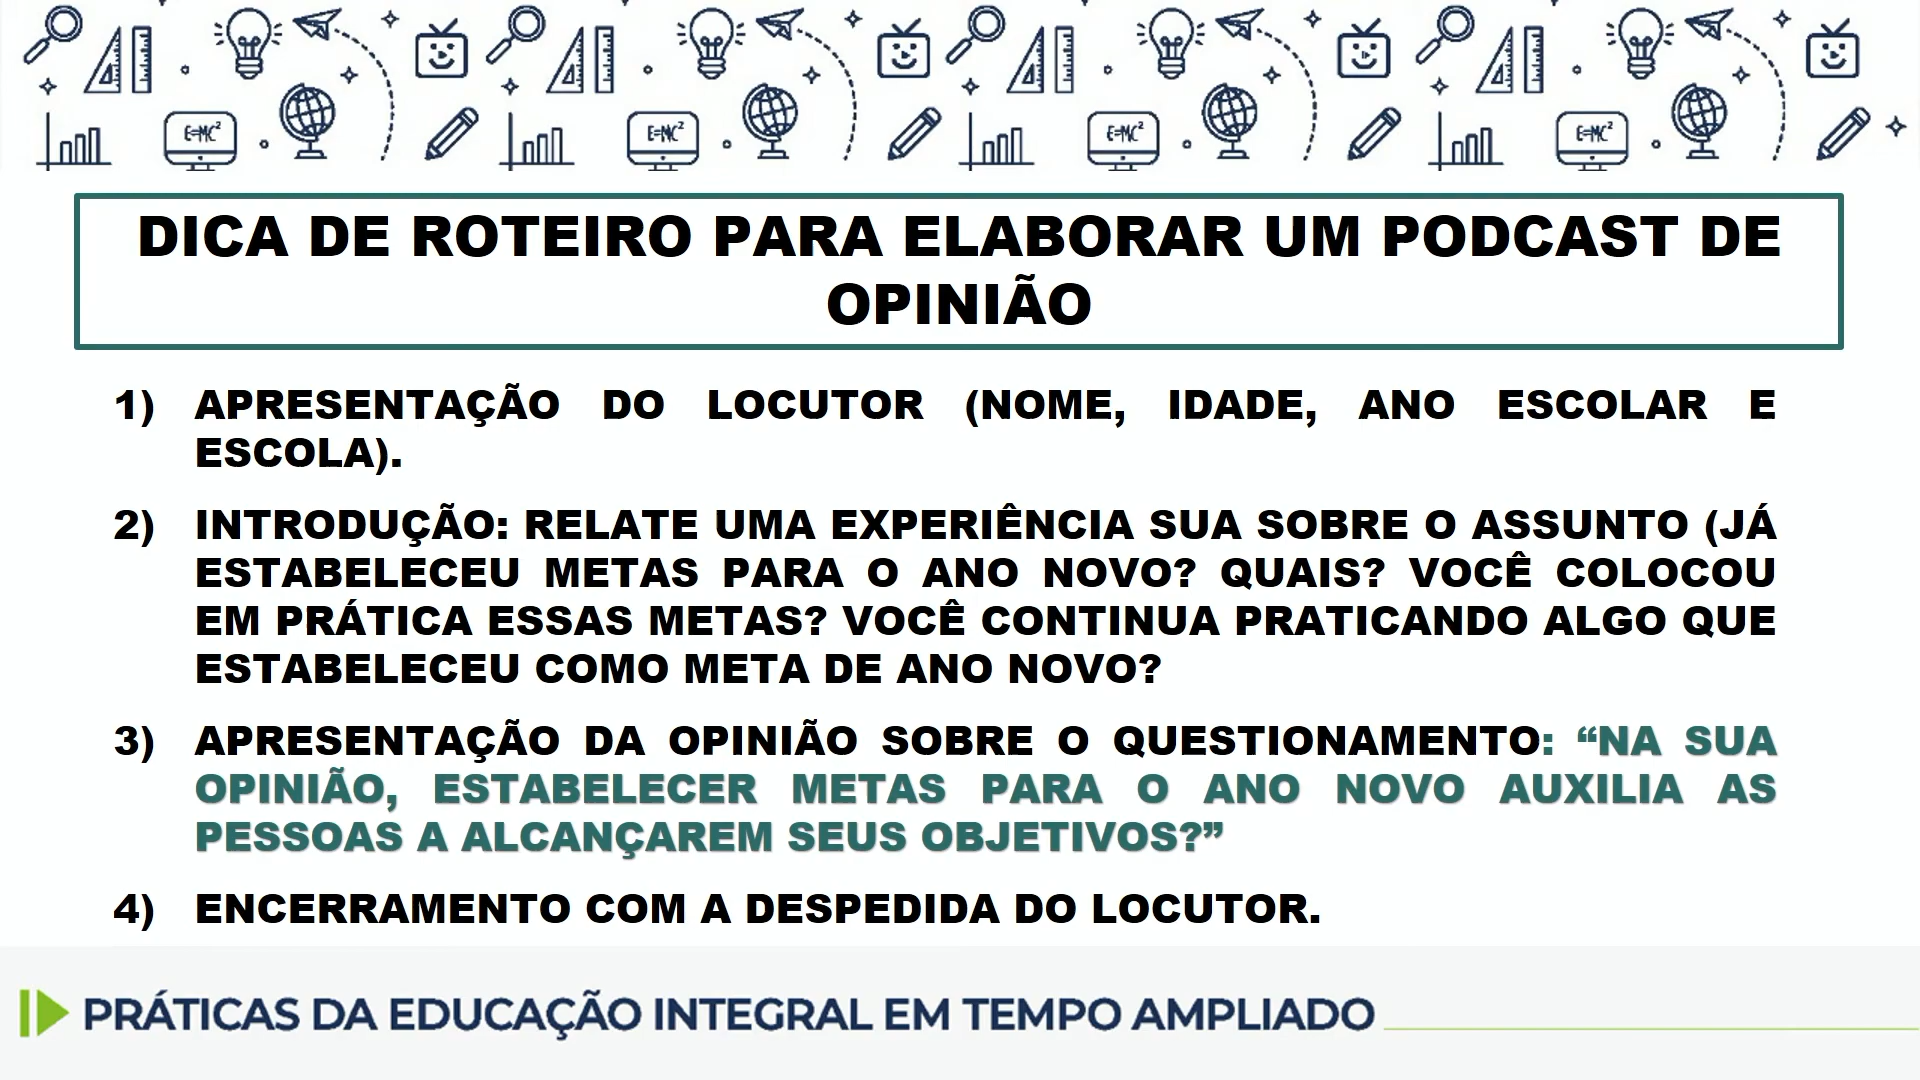 E=MC²
E=MC²
E=MC²
E=MC²
DICA DE ROTEIRO PARA ELABORAR UM PODCAST DE
OPINIÃO
1) APRESENTAÇÃO DO LOCUTOR (NOME, IDADE, ANO ESCOLAR E
ESCOLA).
2) INTRODUÇÃO: RELATE UMA EXPERIÊNCIA SUA SOBRE O ASSUNTO (JÁ
ESTABELECEU METAS PARA O ANO NOVO? QUAIS? VOCÊ COLOCOU
EM PRÁTICA ESSAS METAS? VOCÊ CONTINUA PRATICANDO ALGO QUE
ESTABELECEU COMO META DE ANO NOVO?
3) APRESENTAÇÃO DA OPINIÃO SOBRE O QUESTIONAMENTO: “NA SUA
OPINIÃO, ESTABELECER METAS PARA O ANO NOVO AUXILIA AS
PESSOAS A ALCANÇAREM SEUS OBJETIVOS?”
4) ENCERRAMENTO COM A DESPEDIDA DO LOCUTOR.
PRÁTICAS DA EDUCAÇÃO INTEGRAL EM TEMPO AMPLIADO